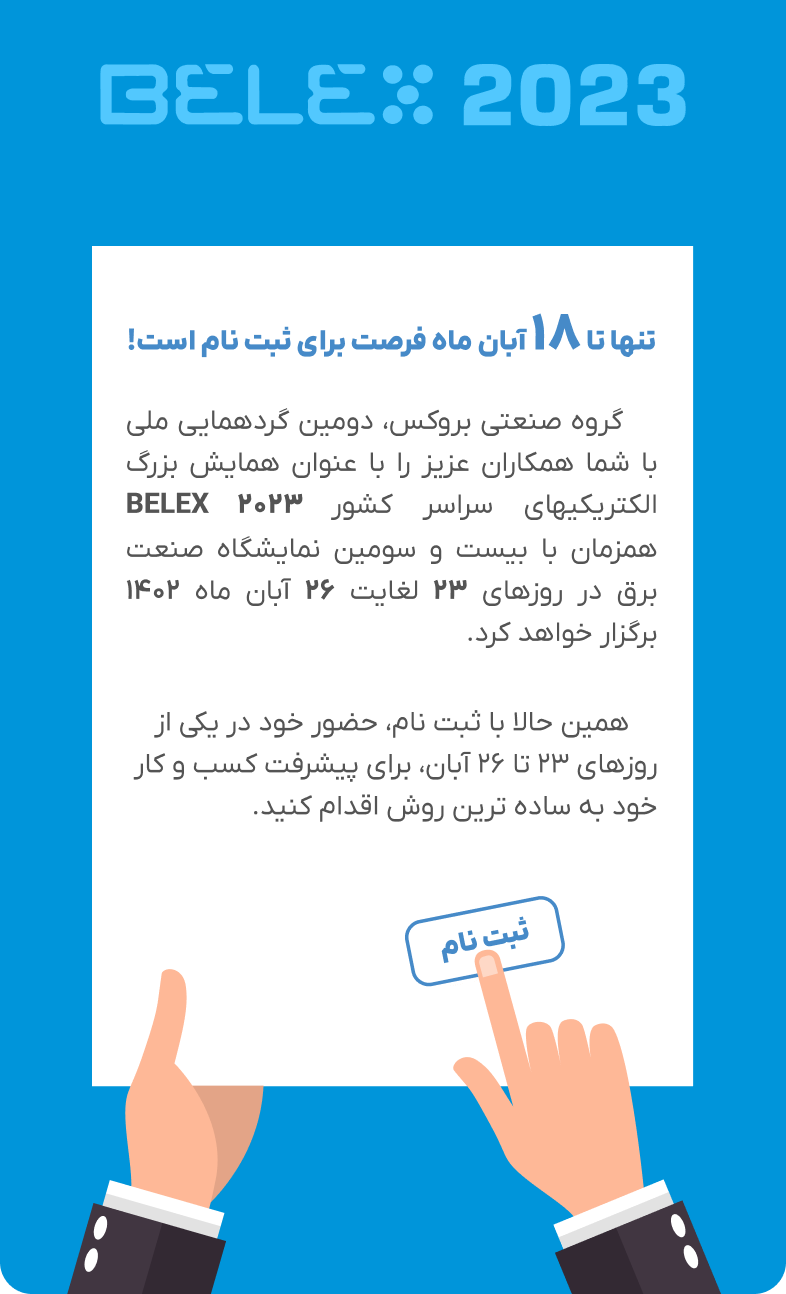 BELEX 2023
تنها تا ۱۸ آبان ماه فرصت برای ثبت نام است!
گروه صنعتی بروکس، دومین گردهمایی ملی
با شما همکاران عزیز را با عنوان همایش بزرگ
الکتریکیهای سراسر کشور BELEX ۲۰۲۳
همزمان با بیست و سومین نمایشگاه صنعت
برق در روزهای ۲۳ لغایت ۲۶ آبان ماه ۱۴۰۲
برگزار خواهد کرد.
همین حالا با ثبت نام، حضور خود در یکی از
روزهای ۲۳ تا ۲۶ آبان، برای پیشرفت کسب و کار
خود به ساده ترین روش اقدام کنید.
ثبت نام